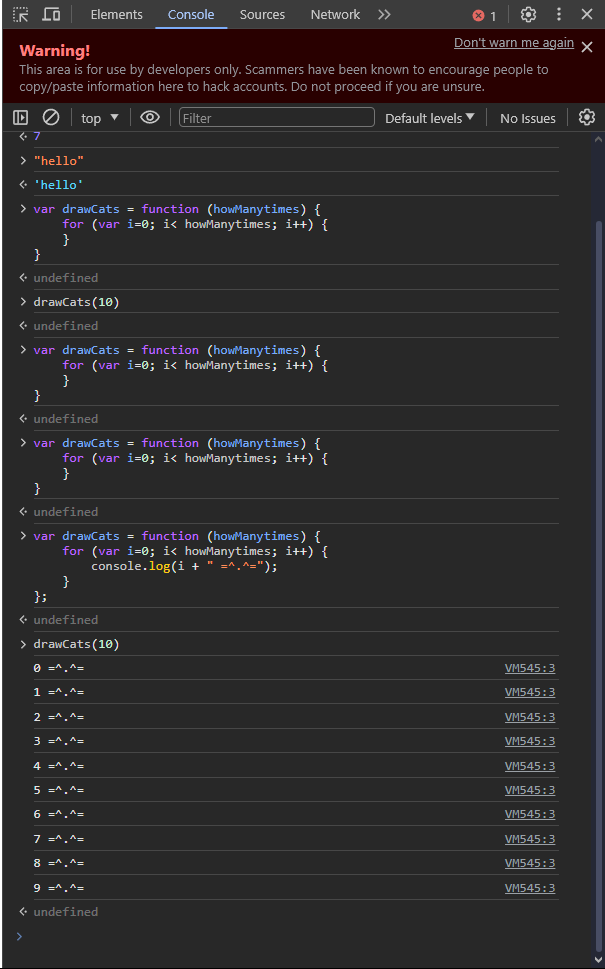 Elements Console Sources Network 1
Warning! Don't warn me again
This area is for use by developers only. Scammers have been known to encourage people to
copy/paste information here to hack accounts. Do not proceed if you are unsure.
top Filter Default levels No Issues
7
"hello"
'hello'
var drawCats = function (howManytimes) {
    for (var i=0; i< howManytimes; i++) {
    }
}
undefined
drawCats(10)
undefined
var drawCats = function (howManytimes) {
    for (var i=0; i< howManytimes; i++) {
    }
}
undefined
var drawCats = function (howManytimes) {
    for (var i=0; i< howManytimes; i++) {
    }
}
undefined
var drawCats = function (howManytimes) {
    for (var i=0; i< howManytimes; i++) {
        console.log(i + " =^.^=");
    }
};
undefined
drawCats(10)
0 =^.^= VM545:3
1 =^.^= VM545:3
2 =^.^= VM545:3
3 =^.^= VM545:3
4 =^.^= VM545:3
5 =^.^= VM545:3
6 =^.^= VM545:3
7 =^.^= VM545:3
8 =^.^= VM545:3
9 =^.^= VM545:3
undefined